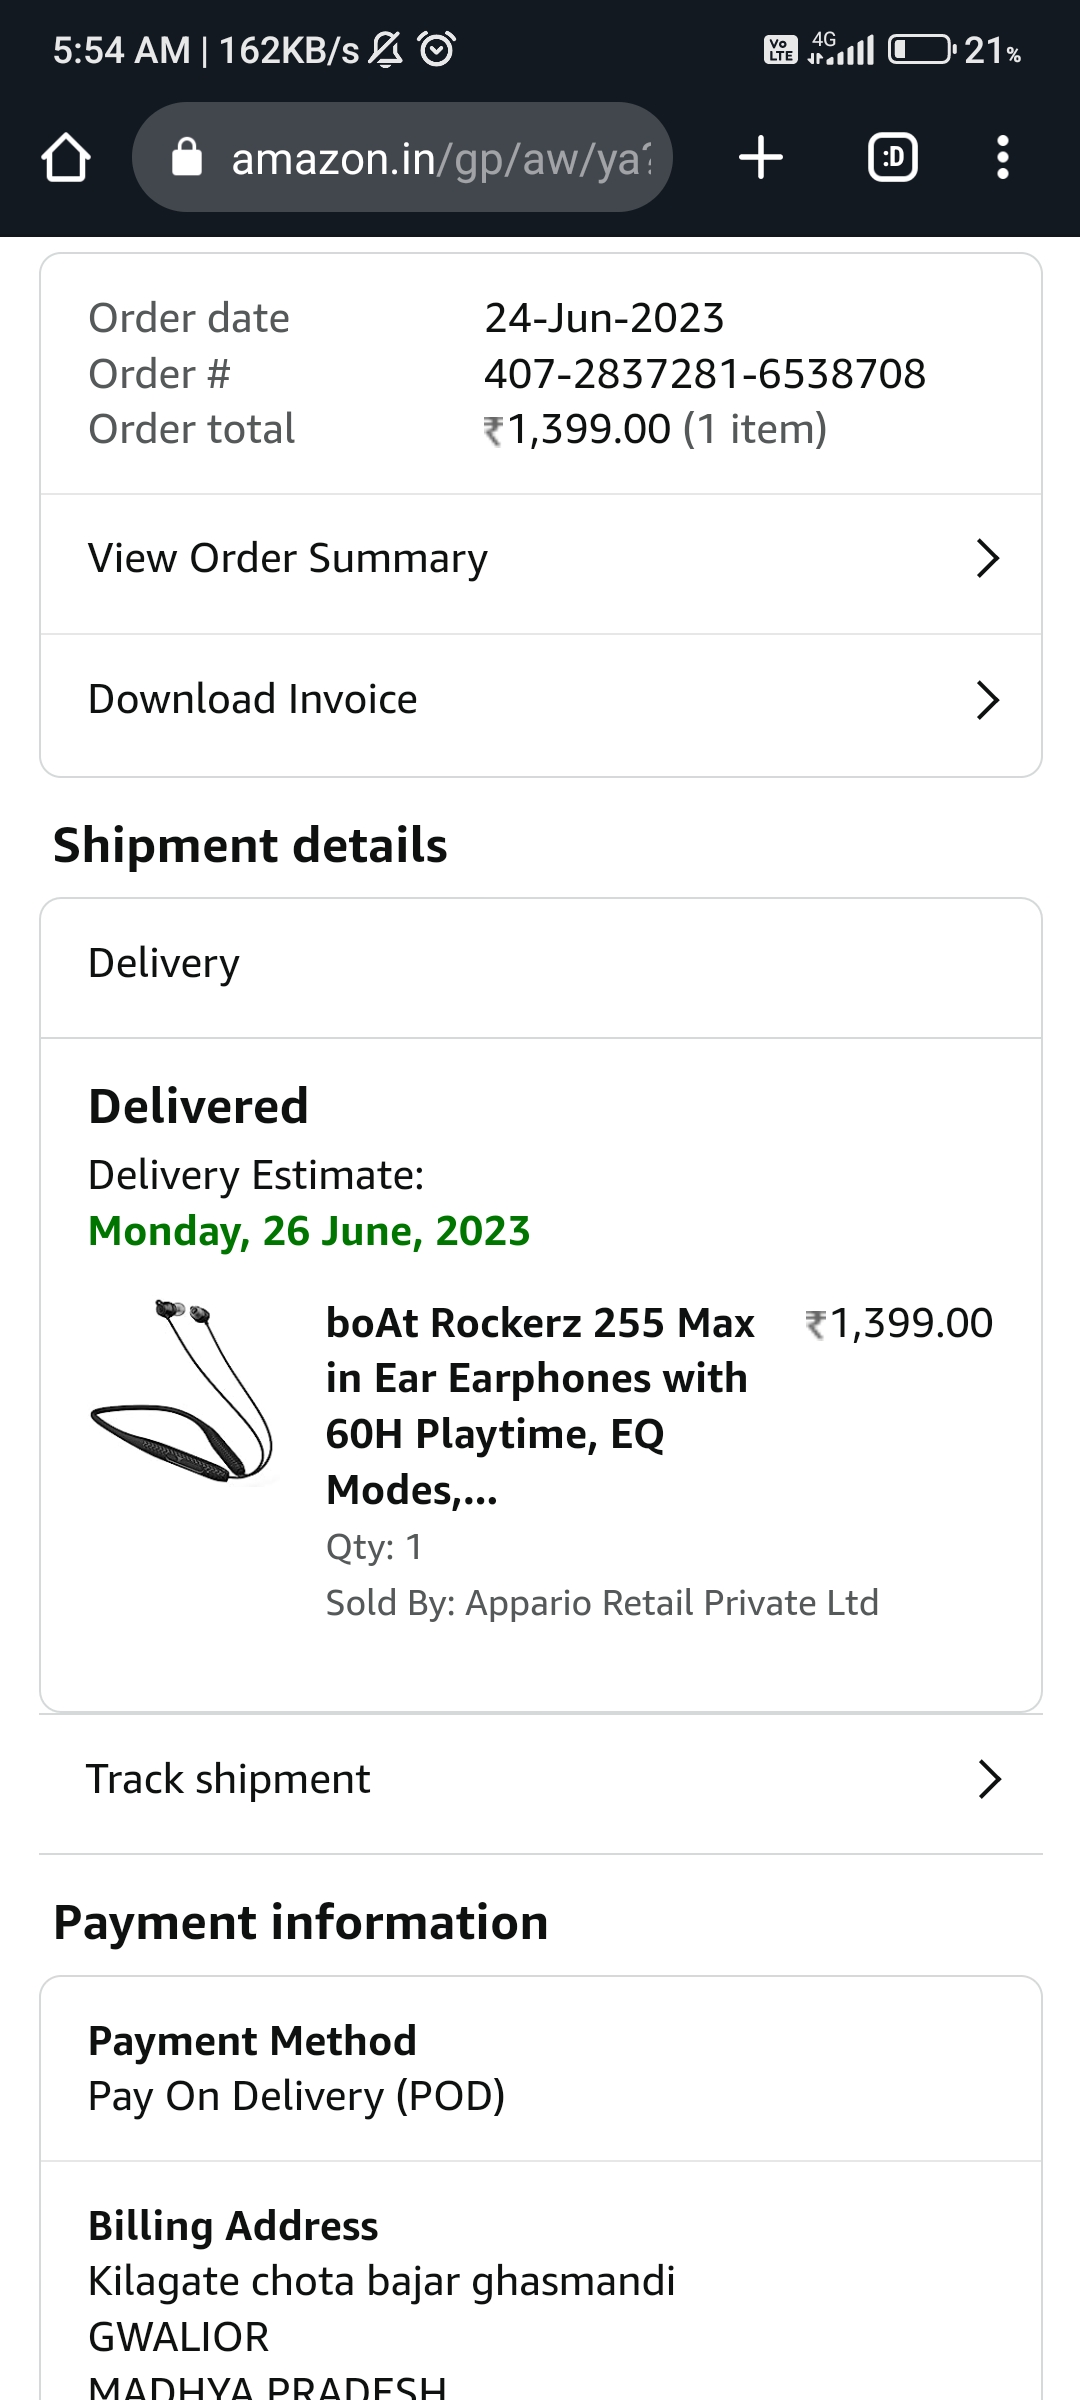 5:54 AM | 162KB/s Vo LTE 4G 21%
amazon.in/gp/aw/ya? :D
Order date 24-Jun-2023
Order # 407-2837281-6538708
Order total ₹1,399.00 (1 item)
View Order Summary
Download Invoice
Shipment details
Delivery
Delivered
Delivery Estimate:
Monday, 26 June, 2023
boAt Rockerz 255 Max ₹1,399.00
in Ear Earphones with
60H Playtime, EQ
Modes,...
Qty: 1
Sold By: Appario Retail Private Ltd
Track shipment
Payment information
Payment Method
Pay On Delivery (POD)
Billing Address
Kilagate chota bajar ghasmandi
GWALIOR
MADHYA PRADESH